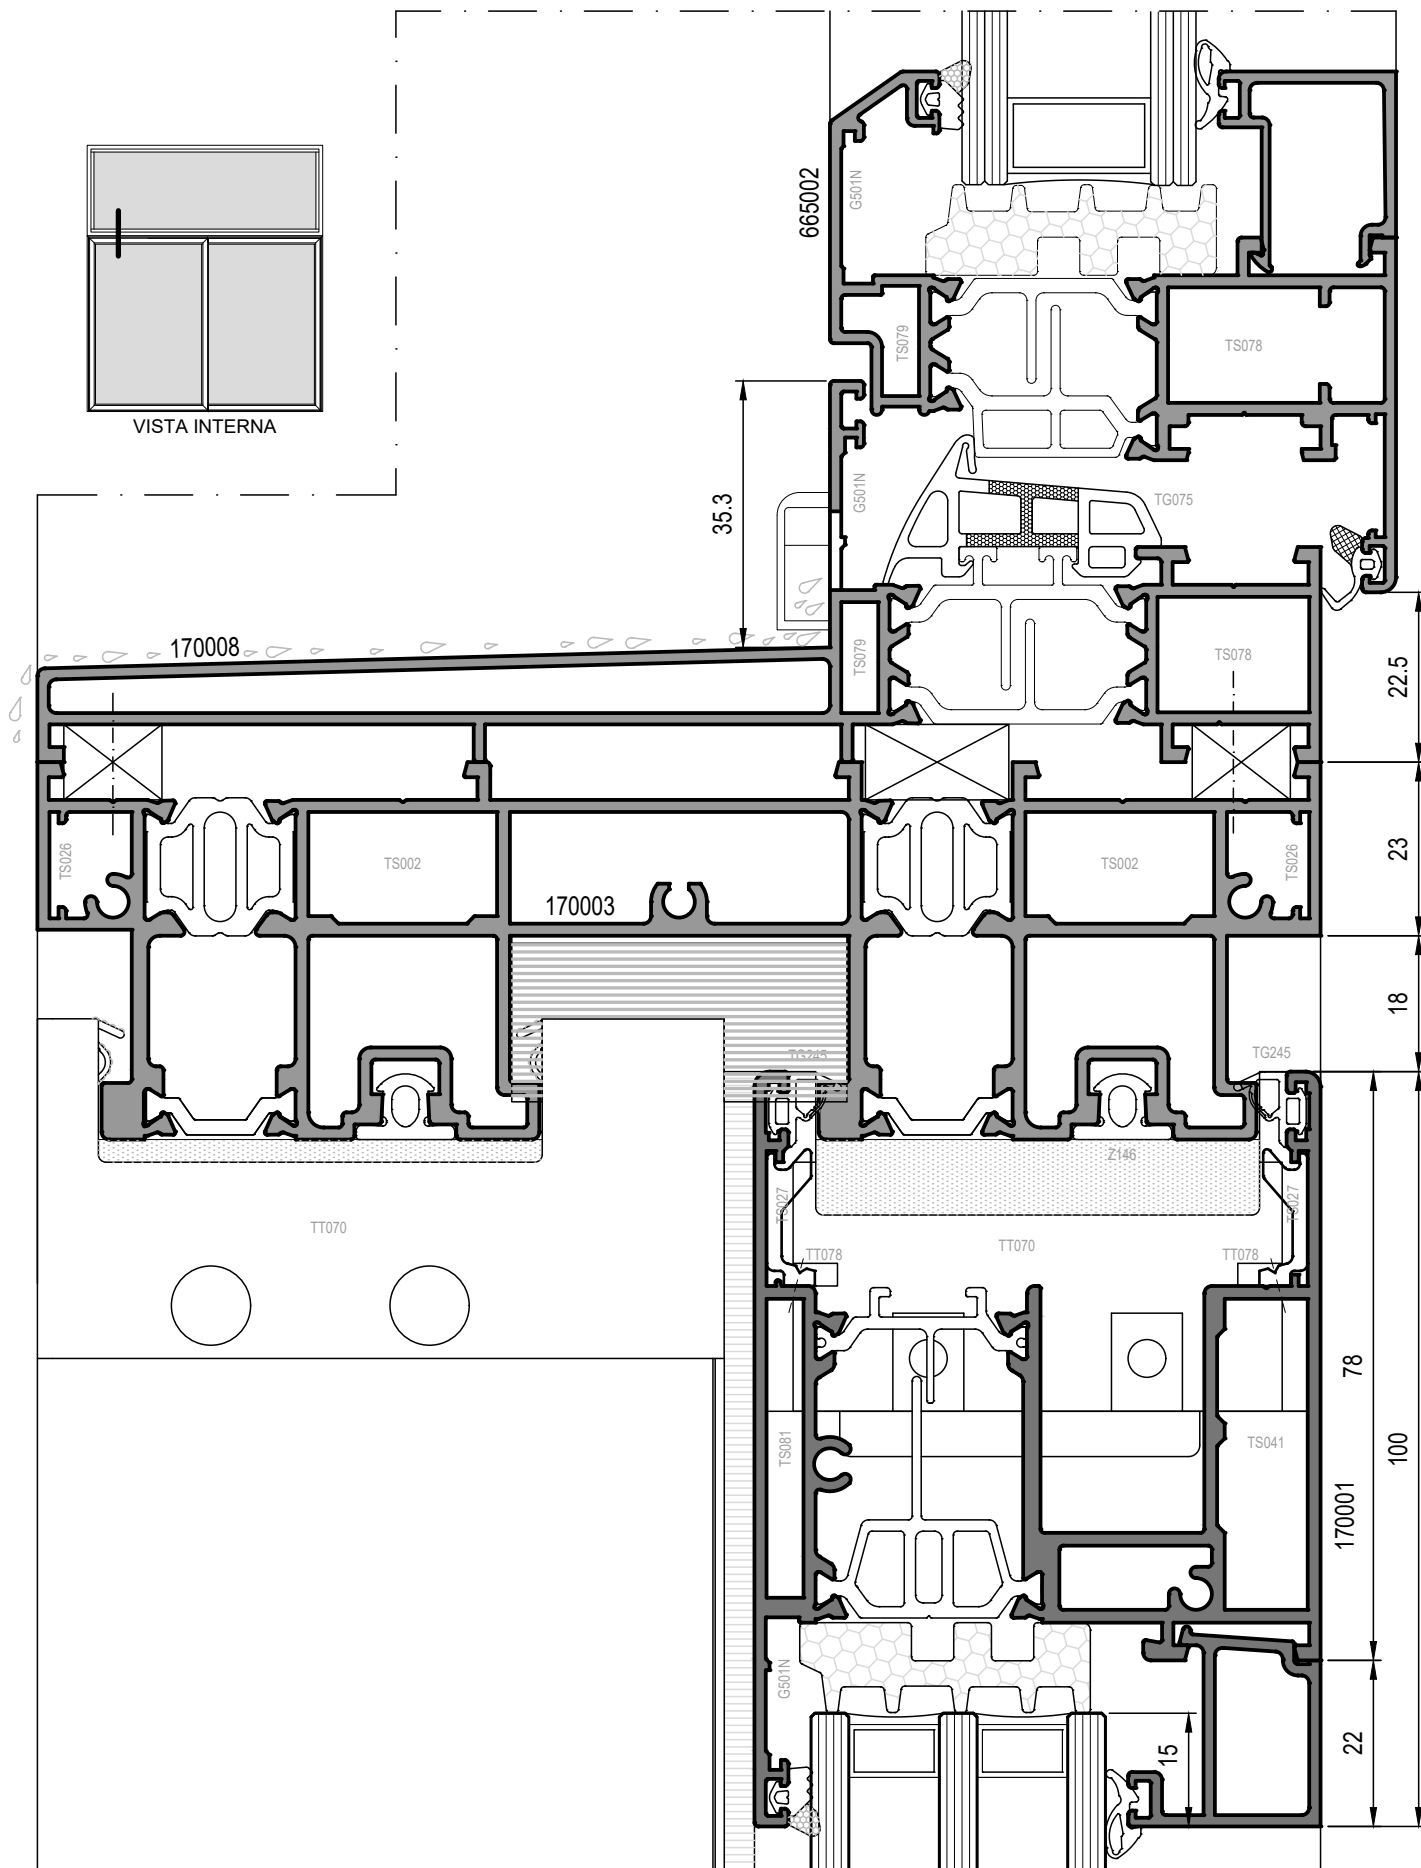 665002
G501N
TS079
TS078
VISTA INTERNA
35.3
G501N
TG075
170008
TS079
TS078
22.5
TS026
TS002
TS002
TS026
23
170003
18
TG245
TG245
Z146
TS027
TS027
TT070
TT078
TT070
TT078
78
TS081
TS041
100
170001
G501N
15
22